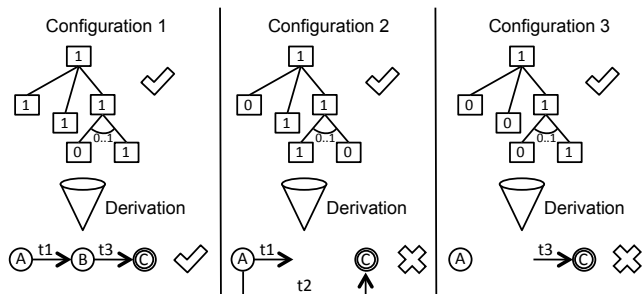 Configuration 1
1
1
1
1
0..1
0
1
Derivation
A
t1
B
t3
C
Configuration 2
1
0
1
1
0..1
1
0
Derivation
A
t1
C
t2
Configuration 3
1
0
0
1
0..1
0
1
Derivation
A
t3
C